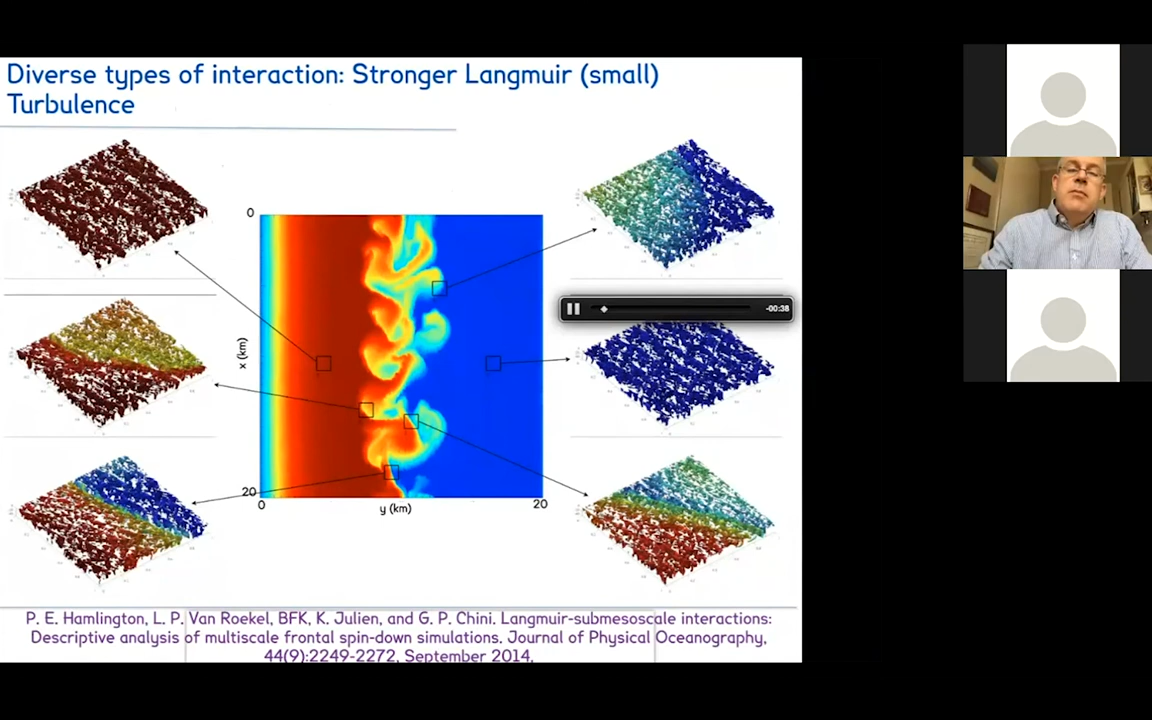 Diverse types of interaction: Stronger Langmuir (small)
Turbulence
0
x (km)
20
0
y (km)
20
-00:38
P. E. Hamlington, L. P. Van Roekel, BFK, K. Julien, and G. P. Chini. Langmuir-submesoscale interactions:
Descriptive analysis of multiscale frontal spin-down simulations. Journal of Physical Oceanography,
44(9):2249-2272, September 2014.